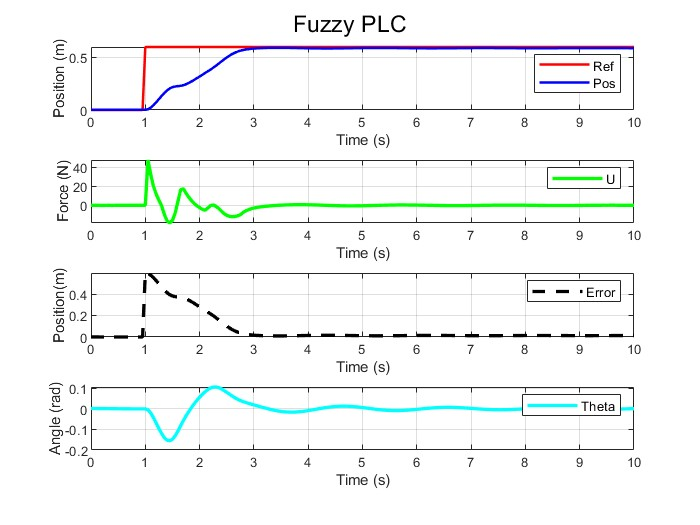 Fuzzy PLC
Position (m)
0.5
0
Ref
Pos
0 1 2 3 4 5 6 7 8 9 10
Time (s)
Force (N)
40
20
0
U
0 1 2 3 4 5 6 7 8 9 10
Time (s)
Position(m)
0.4
0.2
0
Error
0 1 2 3 4 5 6 7 8 9 10
Time (s)
Angle (rad)
0.1
0
-0.1
-0.2
Theta
0 1 2 3 4 5 6 7 8 9 10
Time (s)